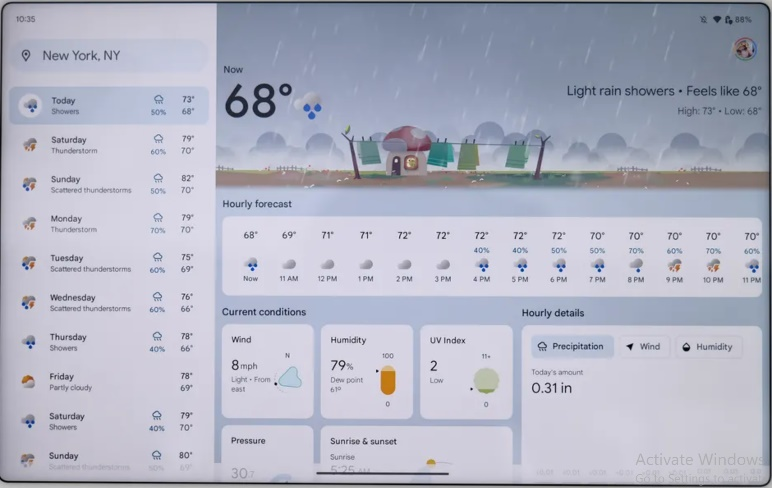 10:35
88%
New York, NY
Today
Showers
50%
73°
68°
Saturday
Thunderstorm
60%
79°
70°
Sunday
Scattered thunderstorms
50%
82°
70°
Monday
Thunderstorm
70%
79°
70°
Tuesday
Scattered thunderstorms
60%
75°
69°
Wednesday
Scattered thunderstorms
60%
76°
66°
Thursday
Showers
40%
78°
66°
Friday
Partly cloudy
78°
69°
Saturday
Showers
40%
79°
70°
Sunday
Scattered thunderstorms
80°
Now
68°
Light rain showers • Feels like 68°
High: 73° • Low: 68°
Hourly forecast
68° 69° 71° 71° 72° 72° 72° 72° 72° 70° 70° 70° 70° 70°
40% 40% 50% 50% 70% 60% 70% 60%
Now 11 AM 12 PM 1 PM 2 PM 3 PM 4 PM 5 PM 6 PM 7 PM 8 PM 9 PM 10 PM 11 PM
Current conditions
Wind
8 mph
Light • From
east
N
Humidity
79%
Dew point
61°
100
0
UV Index
2
Low
11+
0
Pressure
30.7
Sunrise & sunset
Sunrise
5:25 AM
Hourly details
Precipitation
Wind
Humidity
Today's amount
0.31 in
Activate Windows
Go to Settings to activate